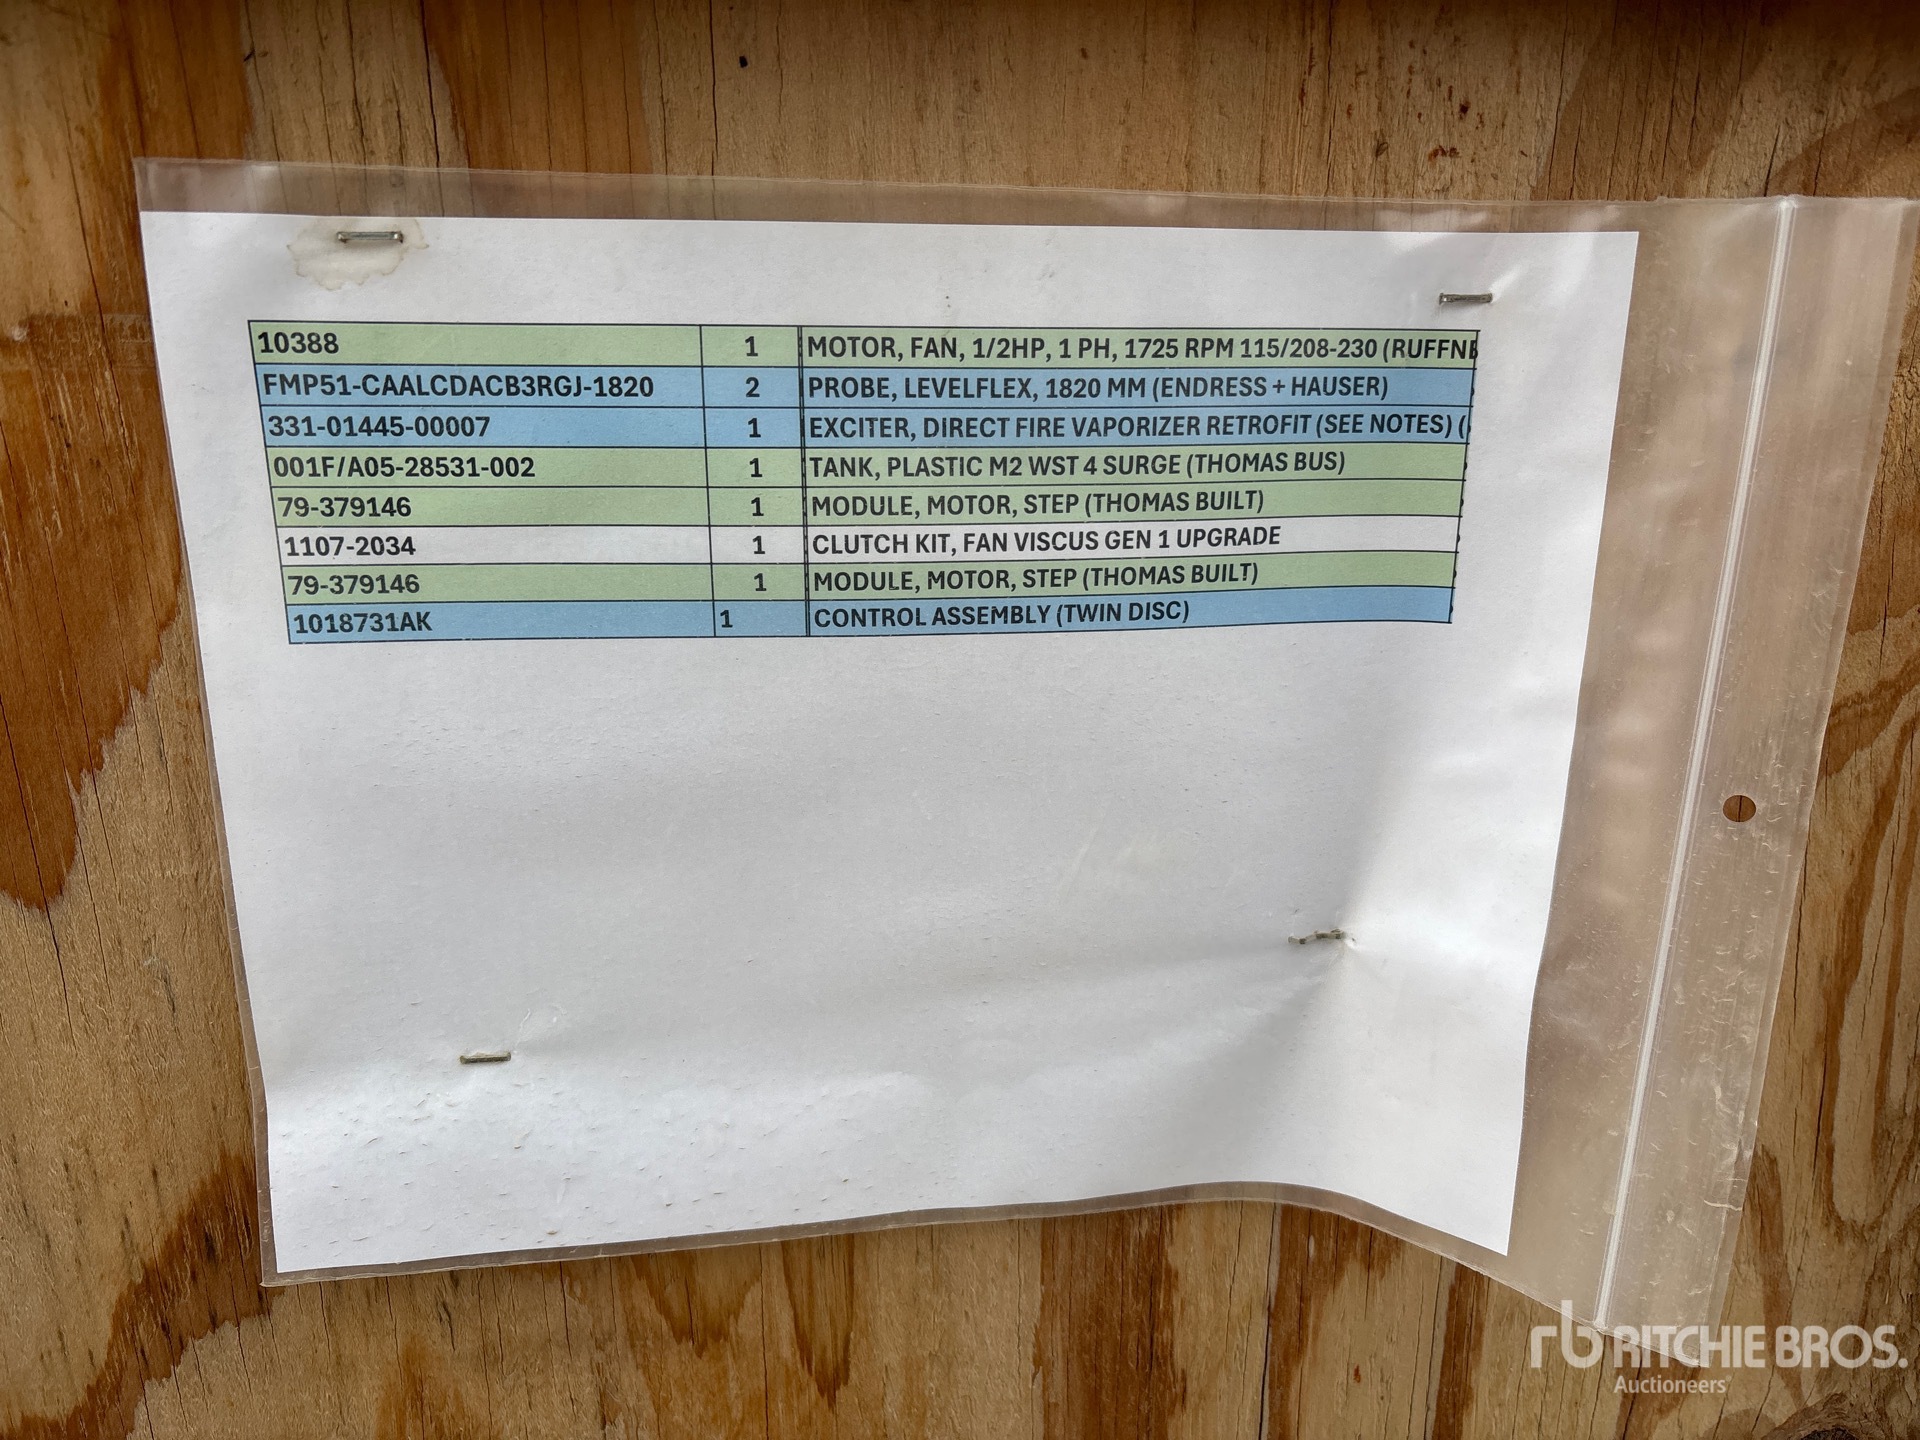 10388 1 MOTOR, FAN, 1/2HP, 1 PH, 1725 RPM 115/208-230 (RUFFNE
FMP51-CAALCDACB3RGJ-1820 2 PROBE, LEVELFLEX, 1820 MM (ENDRESS + HAUSER)
331-01445-00007 1 EXCITER, DIRECT FIRE VAPORIZER RETROFIT (SEE NOTES) (
001F/A05-28531-002 1 TANK, PLASTIC M2 WST 4 SURGE (THOMAS BUS)
79-379146 1 MODULE, MOTOR, STEP (THOMAS BUILT)
1107-2034 1 CLUTCH KIT, FAN VISCUS GEN 1 UPGRADE
79-379146 1 MODULE, MOTOR, STEP (THOMAS BUILT)
1018731AK 1 CONTROL ASSEMBLY (TWIN DISC)
rb RITCHIE BROS.
Auctioneers